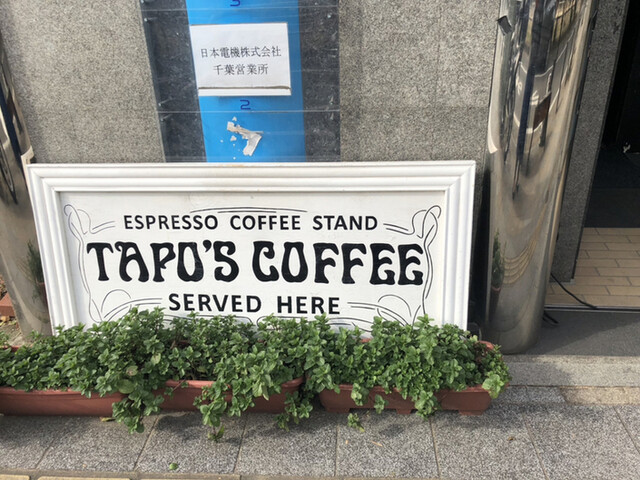 3
日本電機株式会社
千葉営業所
2
ESPRESSO COFFEE STAND
TAPO'S COFFEE
SERVED HERE